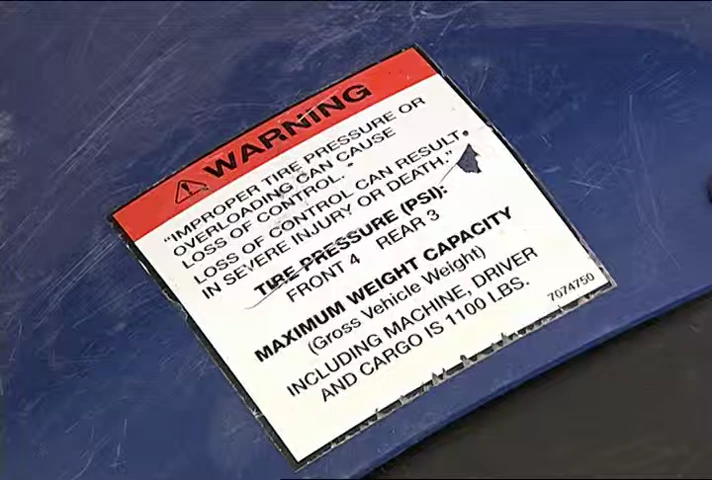 WARNING
"IMPROPER TIRE PRESSURE OR
OVERLOADING CAN CAUSE
LOSS OF CONTROL.
LOSS OF CONTROL CAN RESULT
IN SEVERE INJURY OR DEATH."
TIRE PRESSURE (PSI):
FRONT 4 REAR 3
MAXIMUM WEIGHT CAPACITY
(Gross Vehicle Weight)
INCLUDING MACHINE, DRIVER
AND CARGO IS 1100 LBS.
7074750